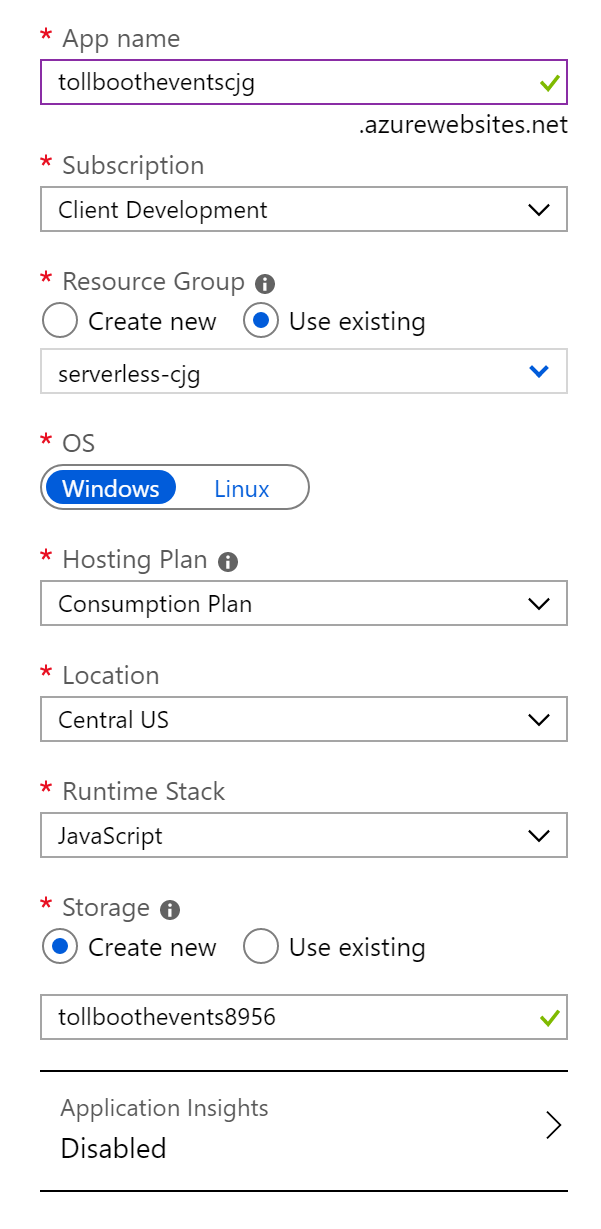 * App name
tollbootheventscjg
.azurewebsites.net
* Subscription
Client Development
* Resource Group
Create new Use existing
serverless-cjg
* OS
Windows Linux
* Hosting Plan
Consumption Plan
* Location
Central US
* Runtime Stack
JavaScript
* Storage
Create new Use existing
tollboothevents8956
Application Insights
Disabled